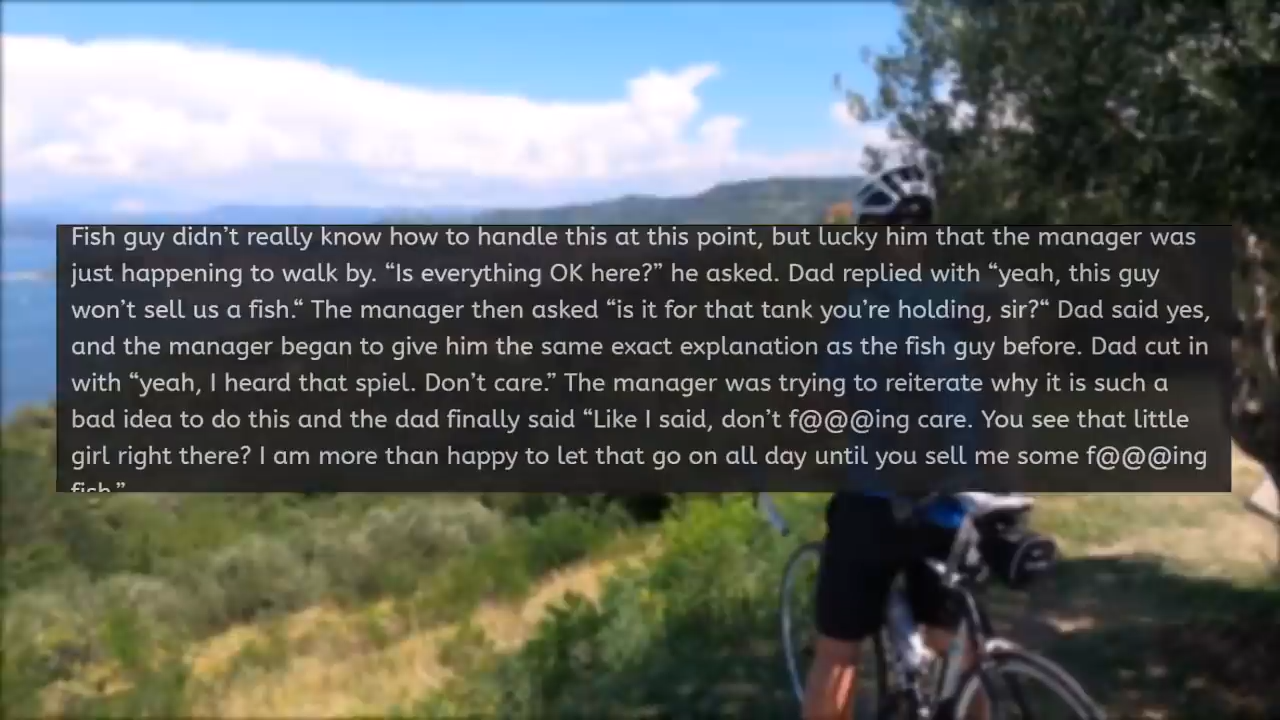 Fish guy didn’t really know how to handle this at this point, but lucky him that the manager was
just happening to walk by. “Is everything OK here?” he asked. Dad replied with “yeah, this guy
won’t sell us a fish.“ The manager then asked “is it for that tank you’re holding, sir?“ Dad said yes,
and the manager began to give him the same exact explanation as the fish guy before. Dad cut in
with “yeah, I heard that spiel. Don’t care.” The manager was trying to reiterate why it is such a
bad idea to do this and the dad finally said “Like I said, don’t f@@@ing care. You see that little
girl right there? I am more than happy to let that go on all day until you sell me some f@@@ing
fish”